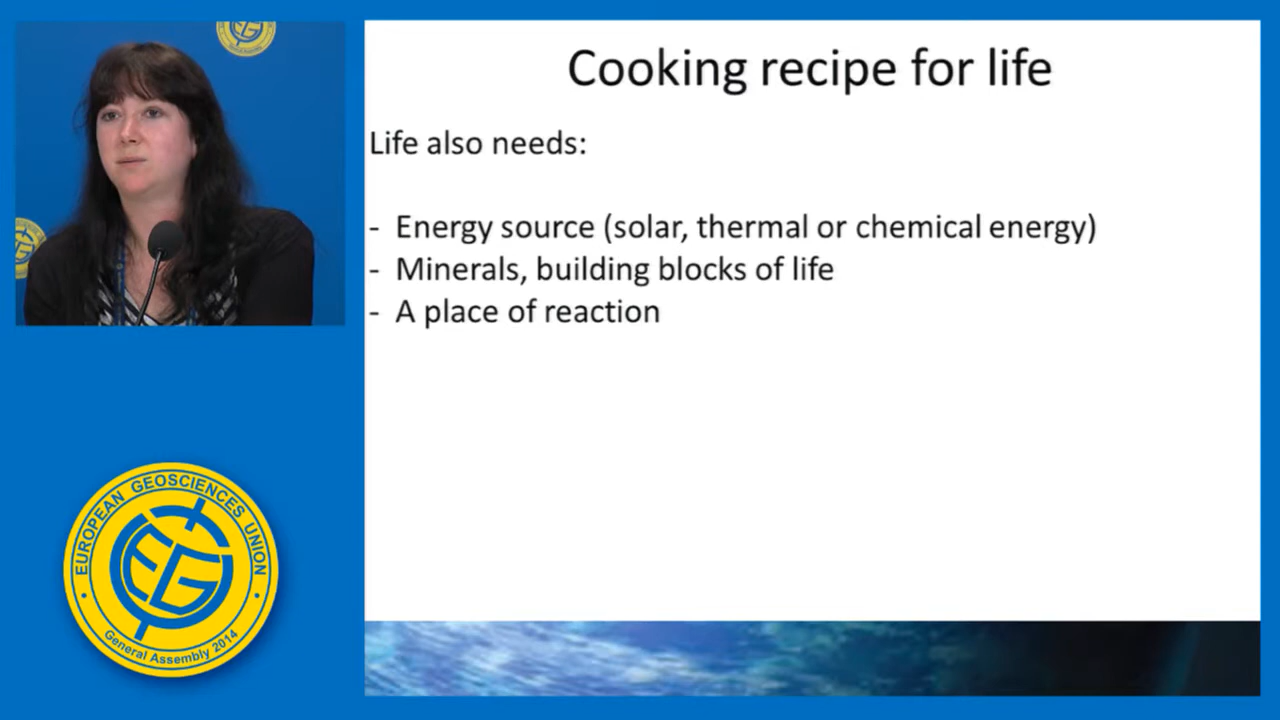 Cooking recipe for life
Life also needs:
- Energy source (solar, thermal or chemical energy)
- Minerals, building blocks of life
- A place of reaction
EUROPEAN GEOSCIENCES UNION
EGU
General Assembly 2014